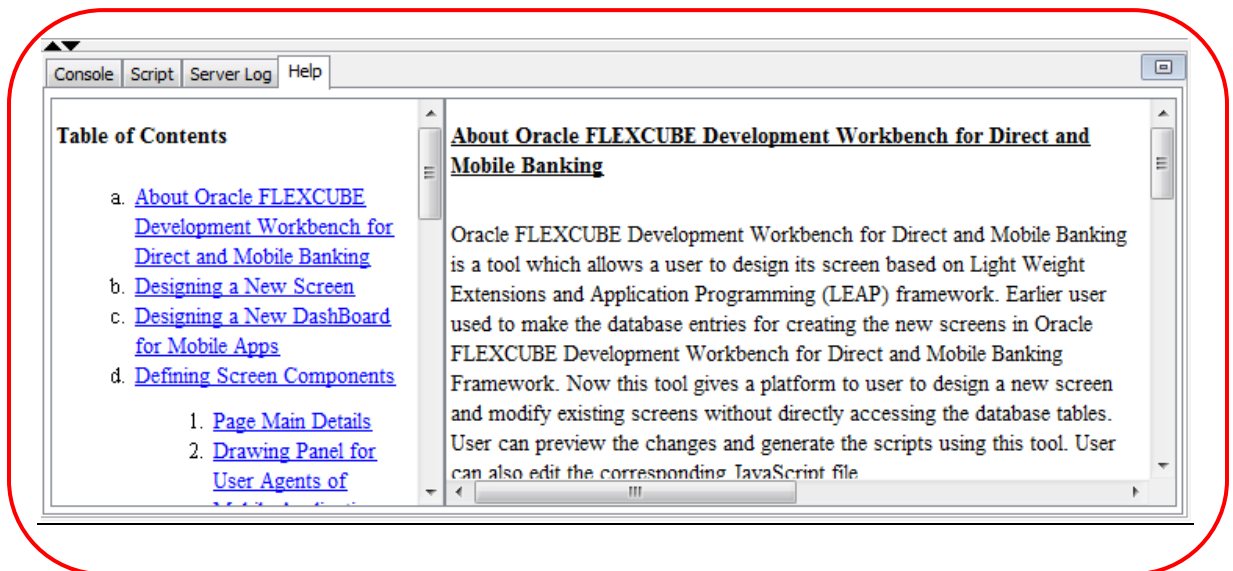 Console Script Server Log Help
Table of Contents
a. About Oracle FLEXCUBE
Development Workbench for
Direct and Mobile Banking
b. Designing a New Screen
c. Designing a New DashBoard
for Mobile Apps
d. Defining Screen Components
1. Page Main Details
2. Drawing Panel for
User Agents of
About Oracle FLEXCUBE Development Workbench for Direct and
Mobile Banking
Oracle FLEXCUBE Development Workbench for Direct and Mobile Banking
is a tool which allows a user to design its screen based on Light Weight
Extensions and Application Programming (LEAP) framework. Earlier user
used to make the database entries for creating the new screens in Oracle
FLEXCUBE Development Workbench for Direct and Mobile Banking
Framework. Now this tool gives a platform to user to design a new screen
and modify existing screens without directly accessing the database tables.
User can preview the changes and generate the scripts using this tool. User
can also edit the corresponding JavaScript file